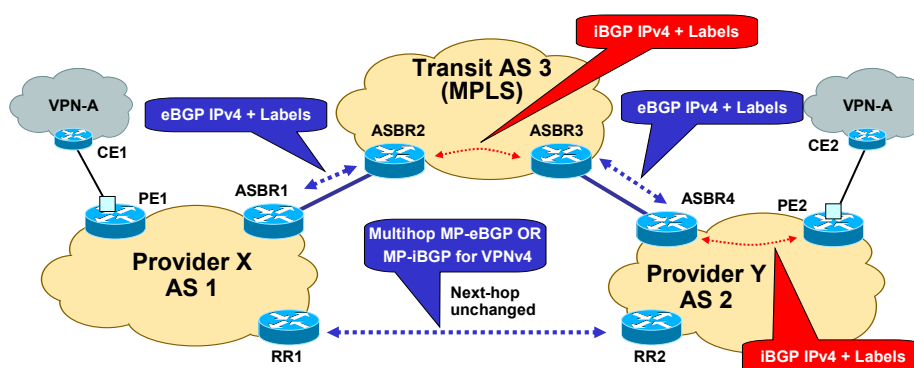 iBGP IPv4 + Labels
Transit AS 3
(MPLS)
VPN-A
eBGP IPv4 + Labels
eBGP IPv4 + Labels
VPN-A
ASBR2
ASBR3
CE1
CE2
PE1
ASBR1
ASBR4
PE2
Multihop MP-eBGP OR
MP-iBGP for VPNv4
Provider X
AS 1
Provider Y
AS 2
Next-hop
unchanged
RR1
RR2
iBGP IPv4 + Labels